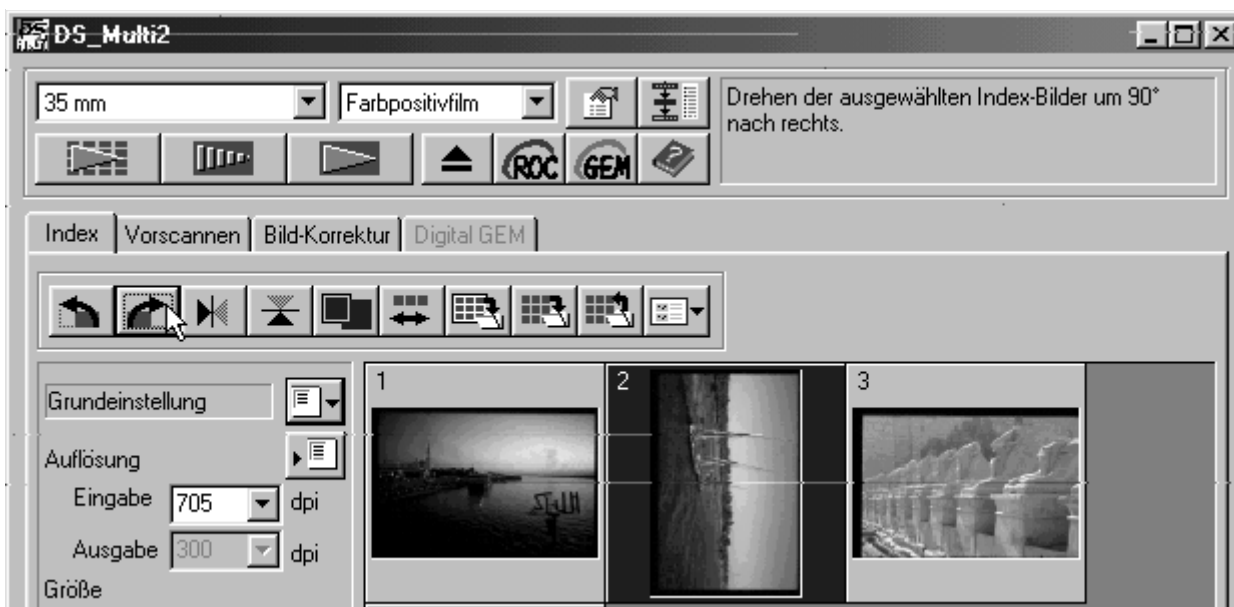 DS_Multi2
35 mm
Farbpositivfilm
Drehen der ausgewählten Index-Bilder um 90°
nach rechts.
ROC
GEM
Index
Vorscannen
Bild-Korrektur
Digital GEM
Grundeinstellung
Auflösung
Eingabe 705 dpi
Ausgabe 300 dpi
Größe
1
2
3